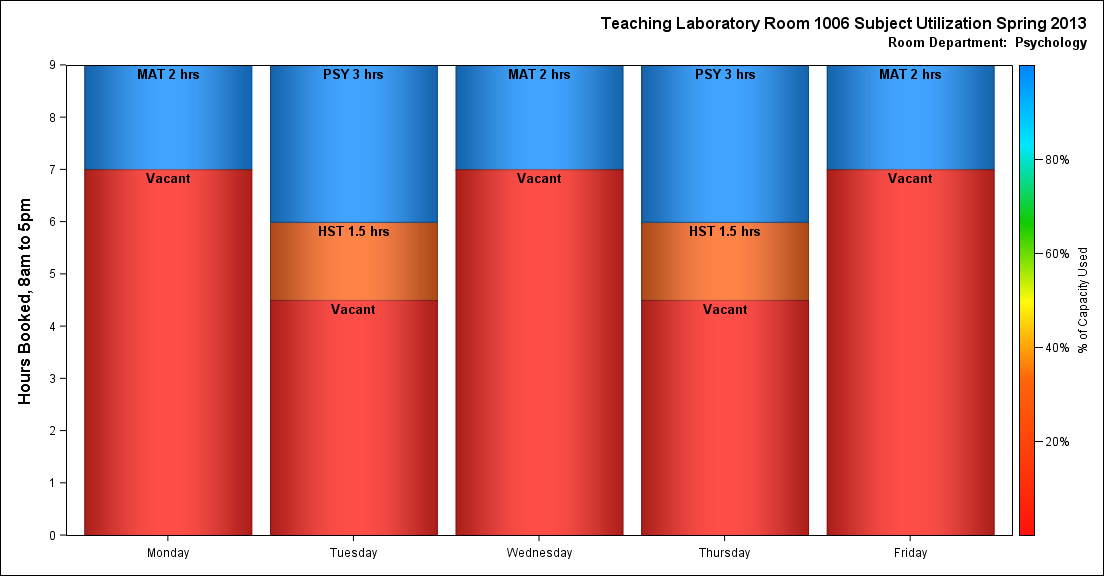 Teaching Laboratory Room 1006 Subject Utilization Spring 2013
Room Department: Psychology
Hours Booked, 8am to 5pm
9
8
7
6
5
4
3
2
1
0
MAT 2 hrs
Vacant
PSY 3 hrs
HST 1.5 hrs
Vacant
MAT 2 hrs
Vacant
PSY 3 hrs
HST 1.5 hrs
Vacant
MAT 2 hrs
Vacant
Monday
Tuesday
Wednesday
Thursday
Friday
80%
60%
40%
20%
% of Capacity Used